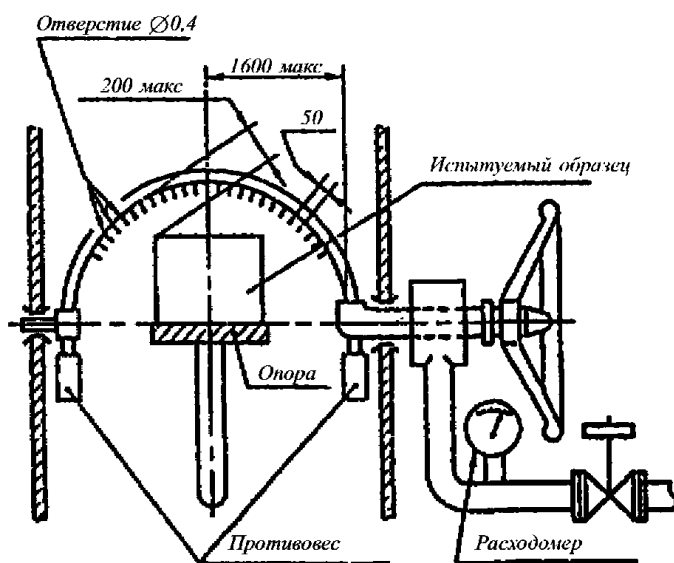 Отверстие ∅0,4
1600 макс
200 макс
50
Испытуемый образец
Опора
Противовес
Расходомер